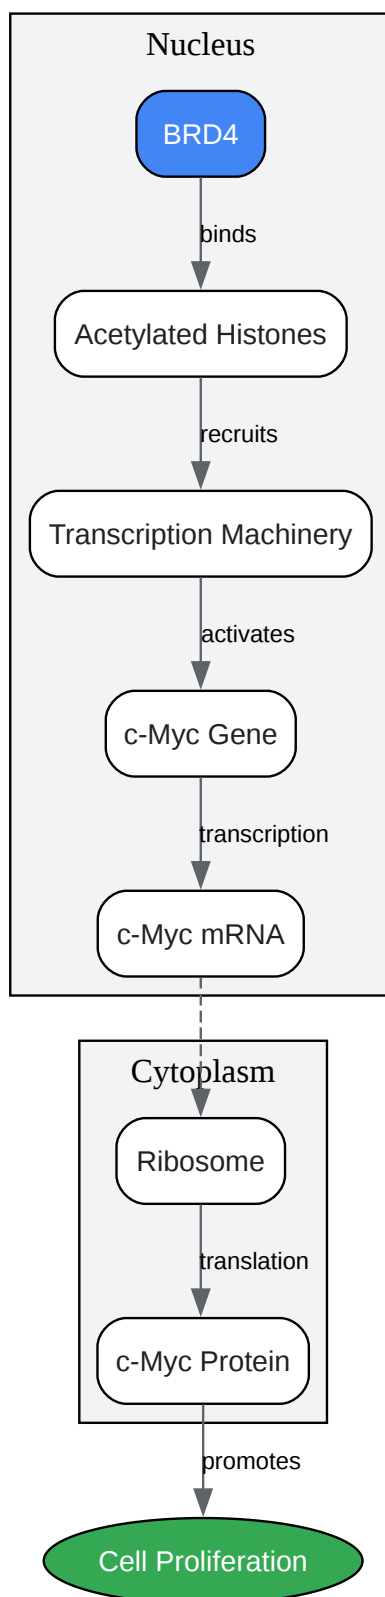 Nucleus
BRD4
binds
Acetylated Histones
recruits
Transcription Machinery
activates
c-Myc Gene
transcription
c-Myc mRNA
Cytoplasm
Ribosome
translation
c-Myc Protein
promotes
Cell Proliferation